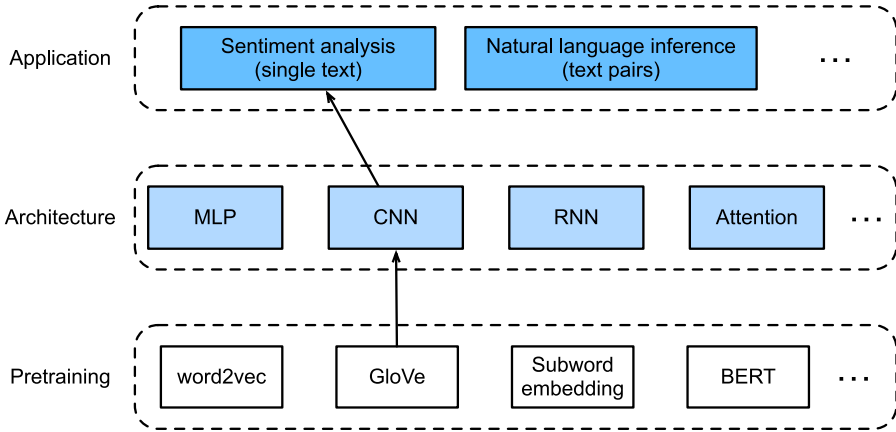 Application
Sentiment analysis
(single text)
Natural language inference
(text pairs)
...
Architecture
MLP
CNN
RNN
Attention
...
Pretraining
word2vec
GloVe
Subword
embedding
BERT
...